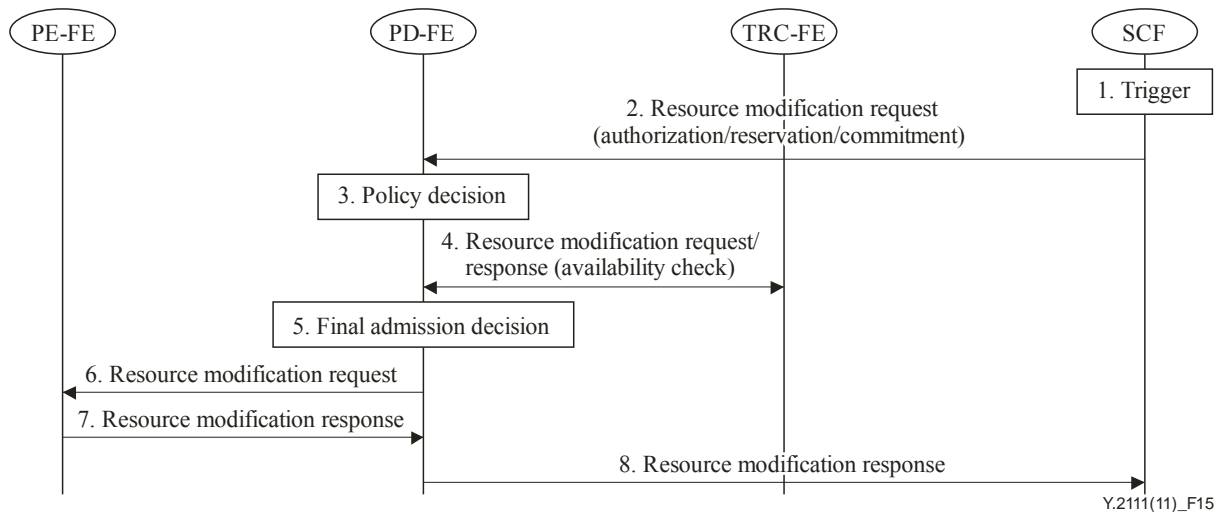 PE-FE
PD-FE
TRC-FE
SCF
1. Trigger
2. Resource modification request
(authorization/reservation/commitment)
3. Policy decision
4. Resource modification request/
response (availability check)
5. Final admission decision
6. Resource modification request
7. Resource modification response
8. Resource modification response
Y.2111(11)_F15